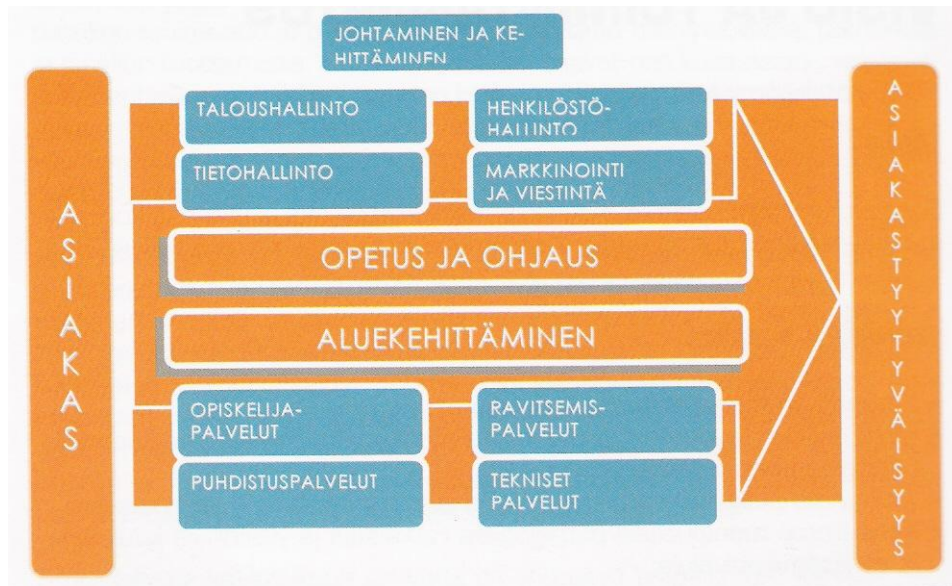 JOHTAMINEN JA KE-
HITTÄMINEN
ASIAKAS
TALOUSHALLINTO
HENKILÖSTÖ-
HALLINTO
TIETOHALLINTO
MARKKINOINTI
JA VIESTINTÄ
OPETUS JA OHJAUS
ALUEKEHITTÄMINEN
OPISKELIJA-
PALVELUT
RAVITSEMIS-
PALVELUT
PUHDISTUSPALVELUT
TEKNISET
PALVELUT
ASIAKASTYYTYVÄISYYS